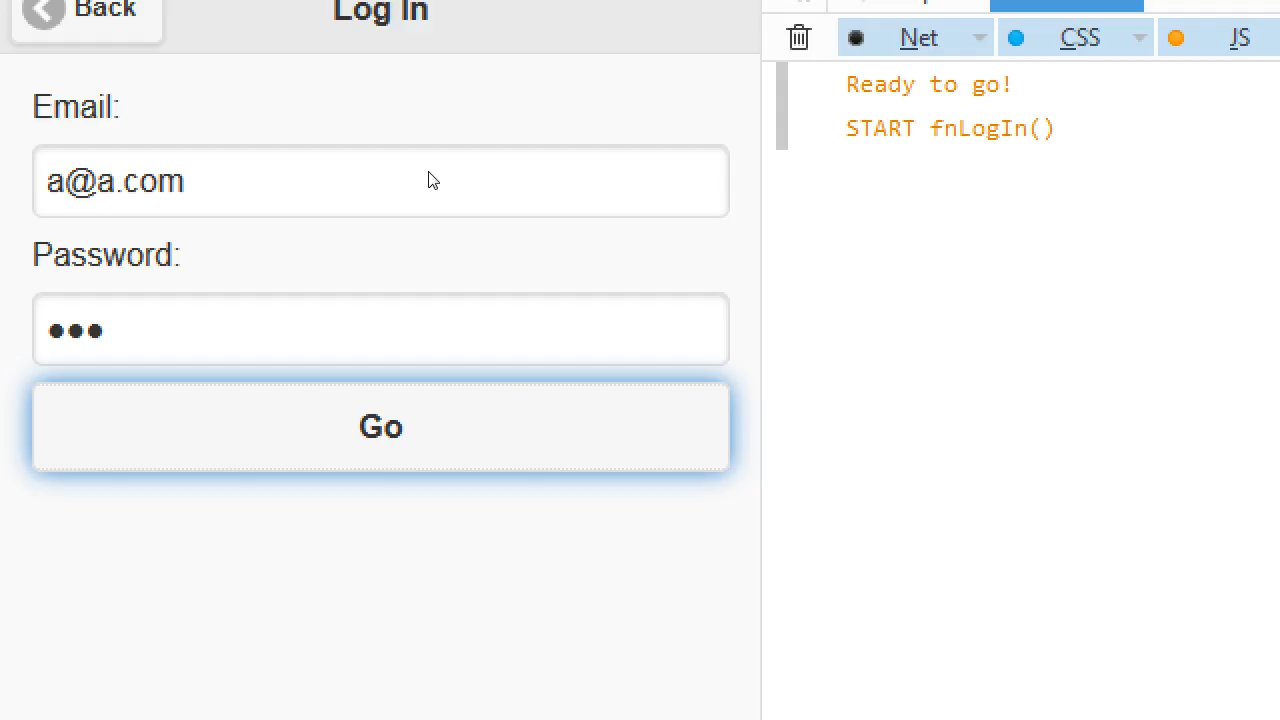 Back
Log In
Email:
a@a.com
Password:
Go
Net
CSS
JS
Ready to go!
START fnLogIn()